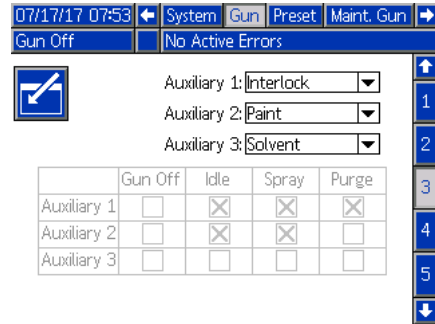 07/17/17 07:53 System Gun Preset Maint. Gun
Gun Off No Active Errors
Auxiliary 1: Interlock
1
Auxiliary 2: Paint
Auxiliary 3: Solvent
2
Gun Off Idle Spray Purge
3
Auxiliary 1
Auxiliary 2
4
Auxiliary 3
5